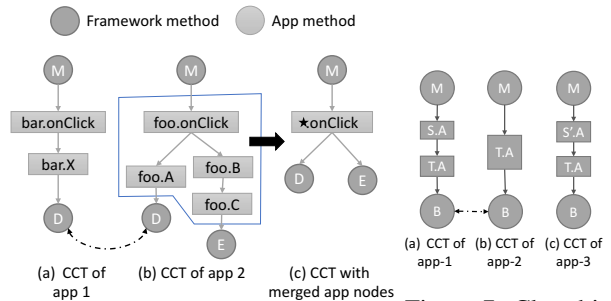 Framework method
App method
M
bar.onClick
bar.X
D
M
foo.onClick
foo.A
foo.B
foo.C
D
E
M
★onClick
D
E
(a) CCT of
app 1
(b) CCT of app 2
(c) CCT with
merged app nodes
M
S.A
T.A
B
M
T.A
B
M
S'.A
T.A
B
(a) CCT of
app-1
(b) CCT of
app-2
(c) CCT of
app-3